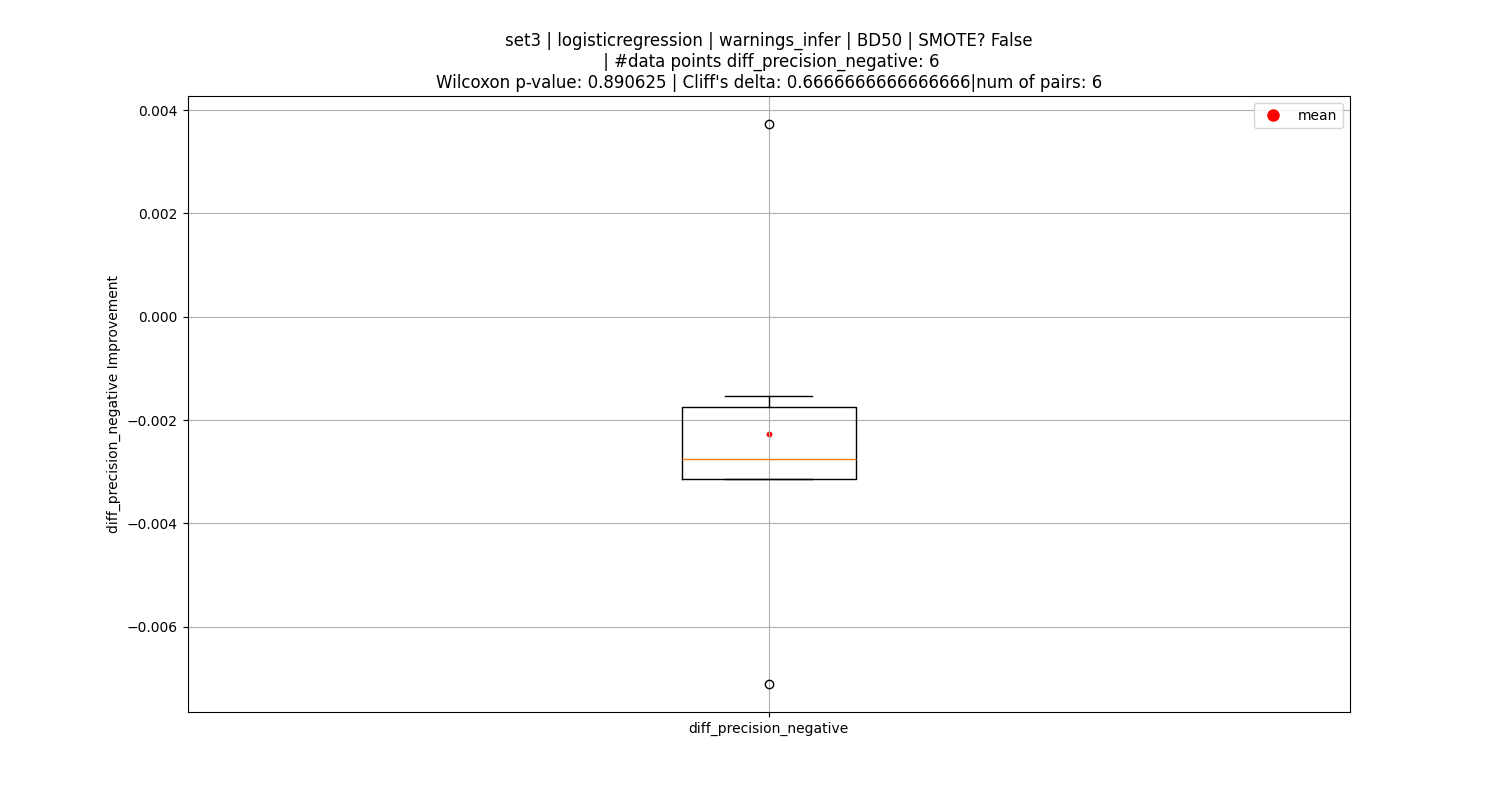 set3 | logisticregression | warnings_infer | BD50 | SMOTE? False
| #data points diff_precision_negative: 6
Wilcoxon p-value: 0.890625 | Cliff's delta: 0.6666666666666666|num of pairs: 6
mean
0.004
0.002
0.000
−0.002
−0.004
−0.006
diff_precision_negative Improvement
diff_precision_negative